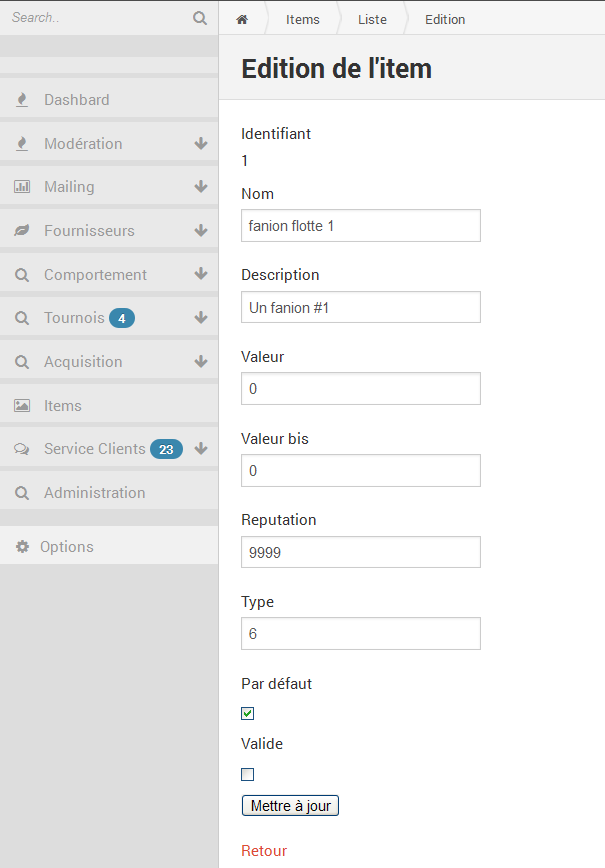 Search..
Items
Liste
Edition
Edition de l'item
Dashbard
Modération
Mailing
Fournisseurs
Comportement
Tournois 4
Acquisition
Items
Service Clients 23
Administration
Options
Identifiant
1
Nom
fanion flotte 1
Description
Un fanion #1
Valeur
0
Valeur bis
0
Reputation
9999
Type
6
Par défaut
Valide
Mettre à jour
Retour